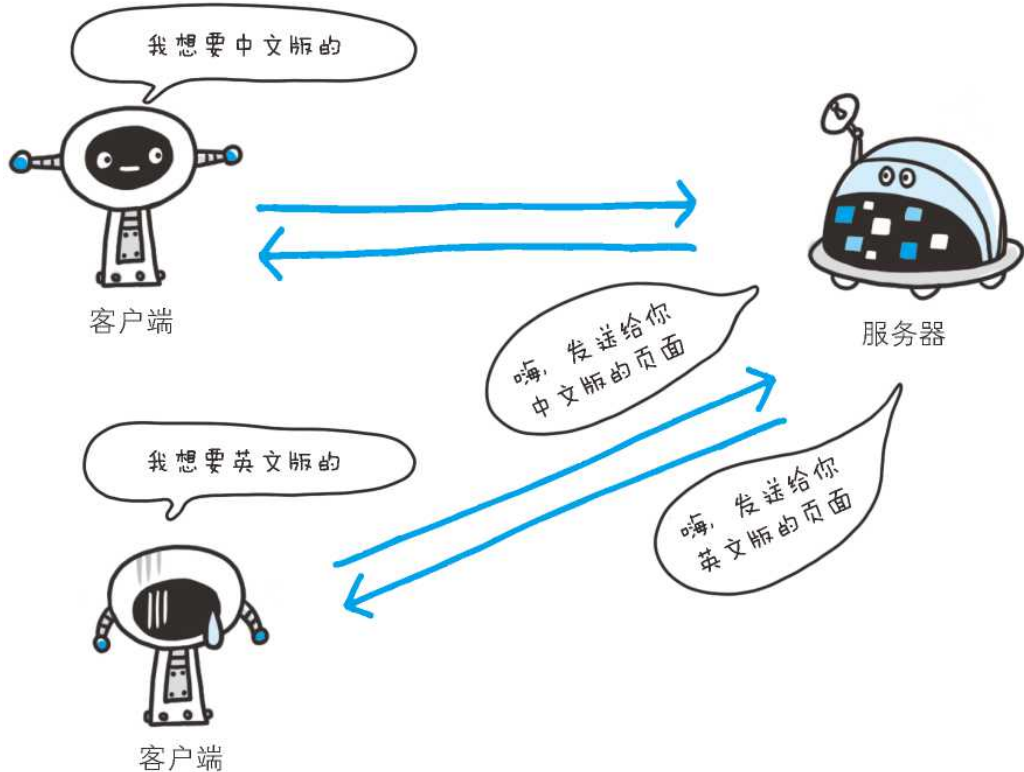 我想要中文版的
客户端
服务器
嗨，发送给你
中文版的页面
我想要英文版的
嗨，发送给你
英文版的页面
客户端